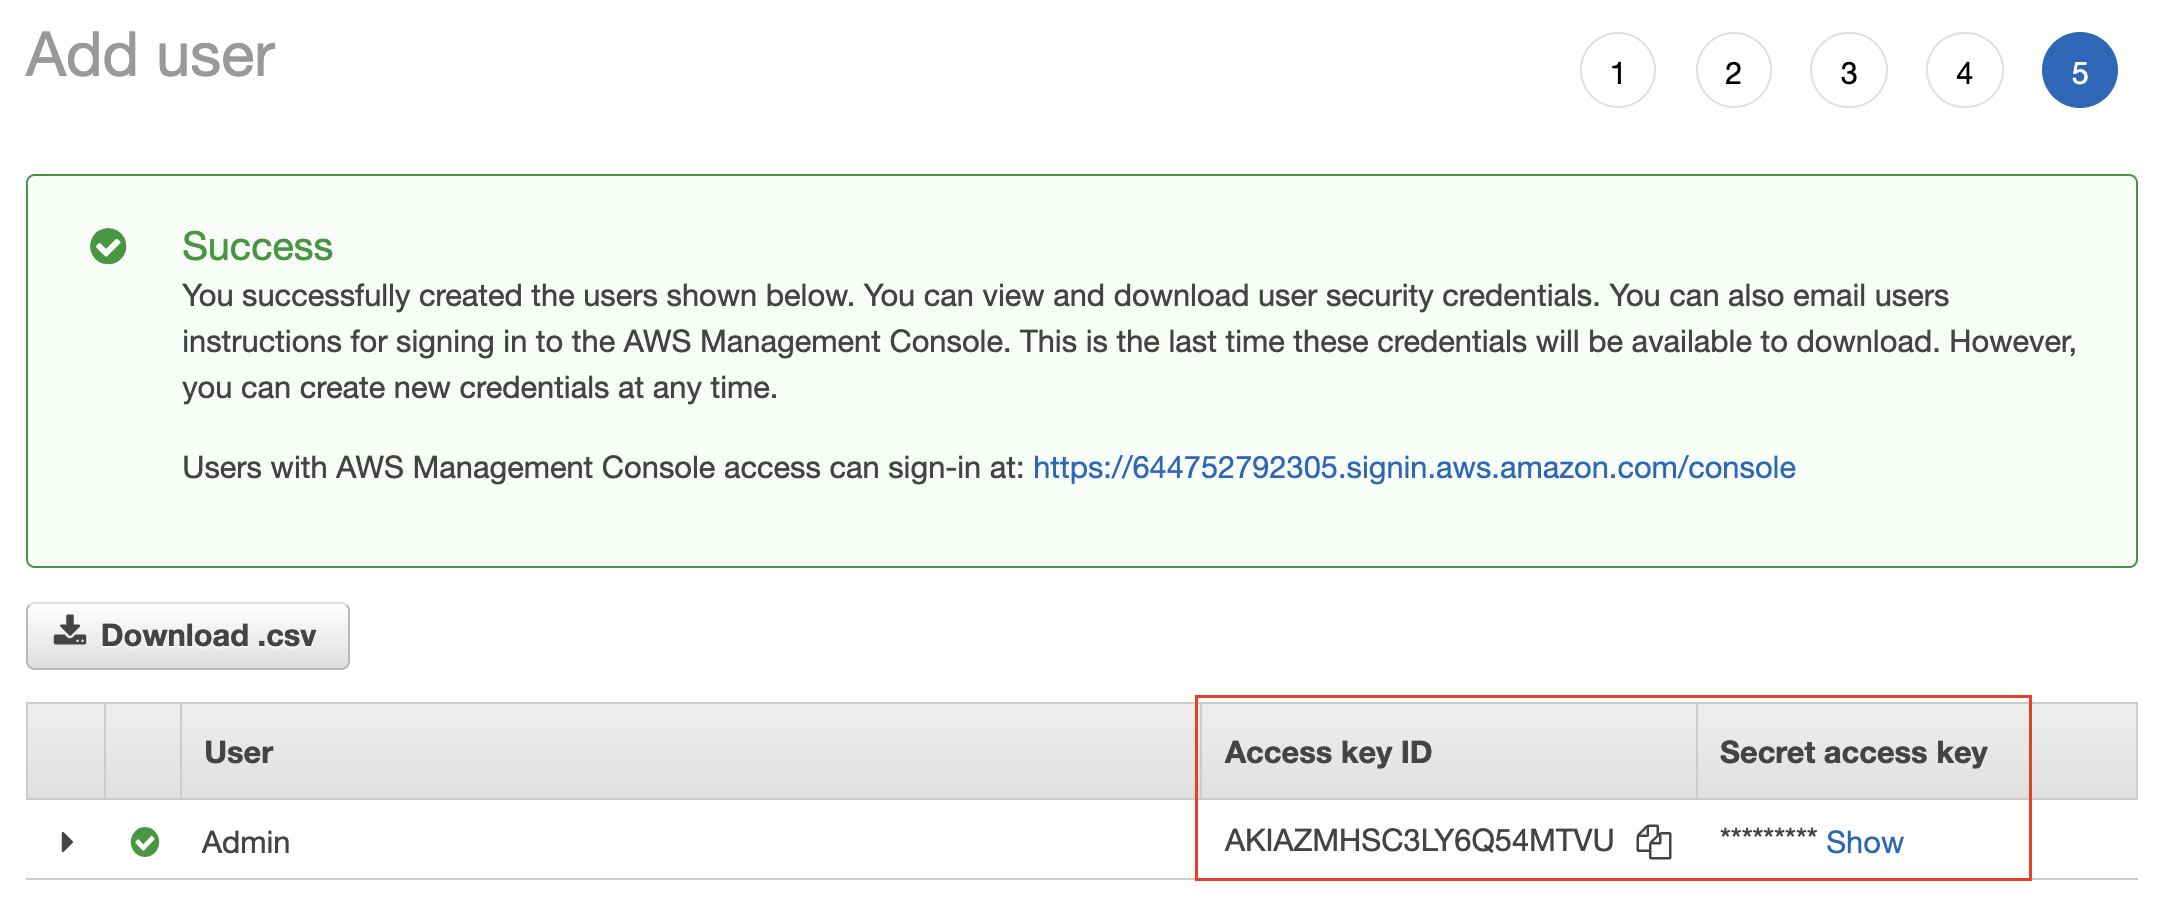 Add user
1 2 3 4 5
Success
You successfully created the users shown below. You can view and download user security credentials. You can also email users
instructions for signing in to the AWS Management Console. This is the last time these credentials will be available to download. However,
you can create new credentials at any time.
Users with AWS Management Console access can sign-in at: https://644752792305.signin.aws.amazon.com/console
Download .csv
User Access key ID Secret access key
Admin AKIAZMHSC3LY6Q54MTVU ********* Show